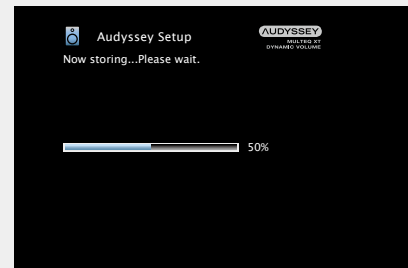 Audyssey Setup
AUDYSSEY
MULTEQ XT
DYNAMIC VOLUME
Now storing...Please wait.
50%